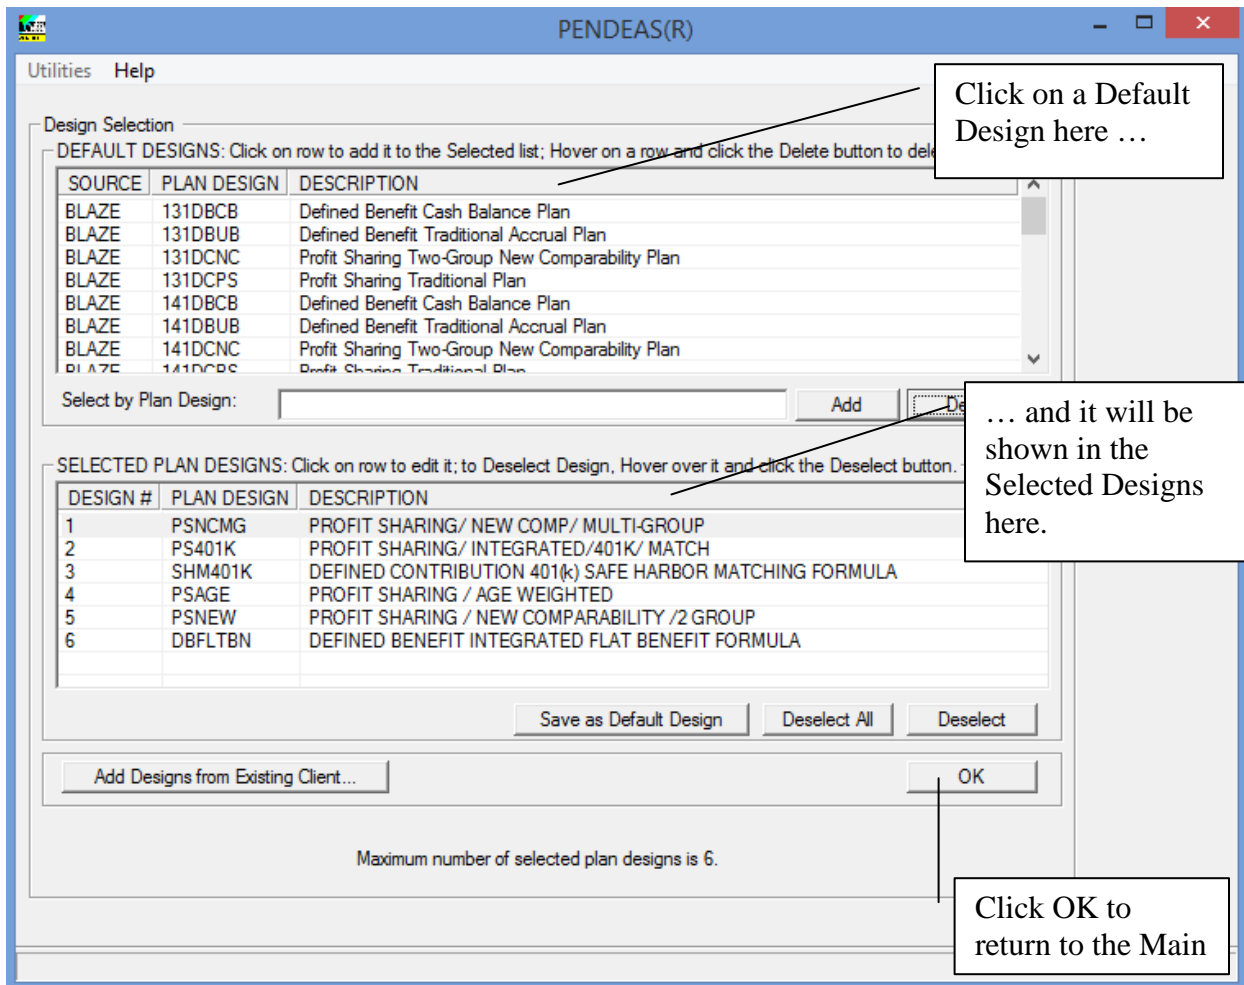 PENDEAS(R)
Utilities Help
Click on a Default
Design here …
Design Selection
DEFAULT DESIGNS: Click on row to add it to the Selected list; Hover on a row and click the Delete button to
SOURCE PLAN DESIGN DESCRIPTION
BLAZE 131DBCB Defined Benefit Cash Balance Plan
BLAZE 131DBUB Defined Benefit Traditional Accrual Plan
BLAZE 131DCNC Profit Sharing Two-Group New Comparability Plan
BLAZE 131DCPS Profit Sharing Traditional Plan
BLAZE 141DBCB Defined Benefit Cash Balance Plan
BLAZE 141DBUB Defined Benefit Traditional Accrual Plan
BLAZE 141DCNC Profit Sharing Two-Group New Comparability Plan
BLAZE 141DCPS Profit Sharing Traditional Plan
Select by Plan Design: Add
… and it will be
shown in the
Selected Designs
here.
SELECTED PLAN DESIGNS: Click on row to edit it; to Deselect Design, Hover over it and click the Deselect button.
DESIGN # PLAN DESIGN DESCRIPTION
1 PSNCMG PROFIT SHARING/ NEW COMP/ MULTI-GROUP
2 PS401K PROFIT SHARING/ INTEGRATED/401K/ MATCH
3 SHM401K DEFINED CONTRIBUTION 401(k) SAFE HARBOR MATCHING FORMULA
4 PSAGE PROFIT SHARING / AGE WEIGHTED
5 PSNEW PROFIT SHARING / NEW COMPARABILITY /2 GROUP
6 DBFLTBN DEFINED BENEFIT INTEGRATED FLAT BENEFIT FORMULA
Save as Default Design Deselect All Deselect
Add Designs from Existing Client... OK
Maximum number of selected plan designs is 6.
Click OK to
return to the Main